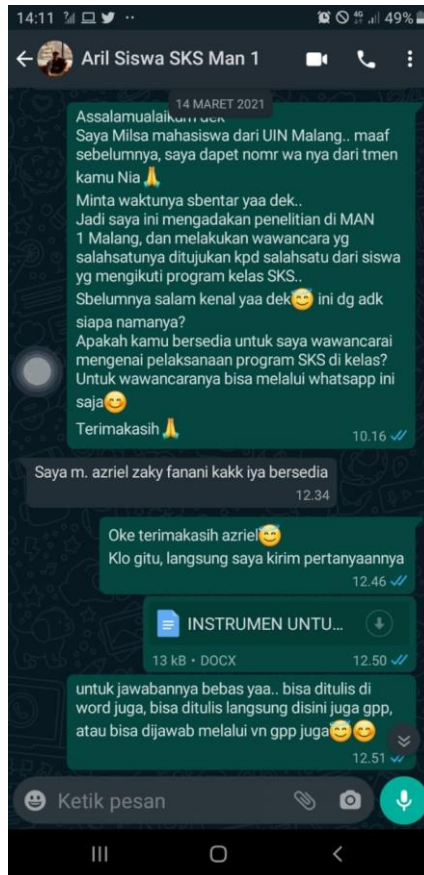 14:11 49%
Aril Siswa SKS Man 1
14 MARET 2021
Assalamualaikum dek
Saya Milsa mahasiswa dari UIN Malang.. maaf
sebelumnya, saya dapet nomr wa nya dari tmen
kamu Nia🙏
Minta waktunya sbentar yaa dek..
Jadi saya ini mengadakan penelitian di MAN
1 Malang, dan melakukan wawancara yg
salahsatunya ditujukan kpd salahsatu dari siswa
yg mengikuti program kelas SKS..
Sbelumnya salam kenal yaa dek😇 ini dg adk
siapa namanya?
Apakah kamu bersedia untuk saya wawancarai
mengenai pelaksanaan program SKS di kelas?
Untuk wawancaranya bisa melalui whatsapp ini
saja😊
Terimakasih🙏
10.16
Saya m. azriel zaky fanani kakk iya bersedia
12.34
Oke terimakasih azriel😇
Klo gitu, langsung saya kirim pertanyaannya
12.46
INSTRUMEN UNTU...
13 kB • DOCX 12.50
untuk jawabannya bebas yaa.. bisa ditulis di
word juga, bisa ditulis langsung disini juga gpp,
atau bisa dijawab melalui vn gpp juga😇😊
12.51
Ketik pesan